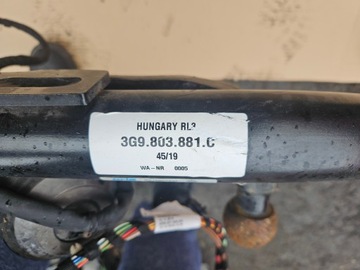 HUNGARY RL?
3G9.803.881.C
45/19
WA-NR 0005